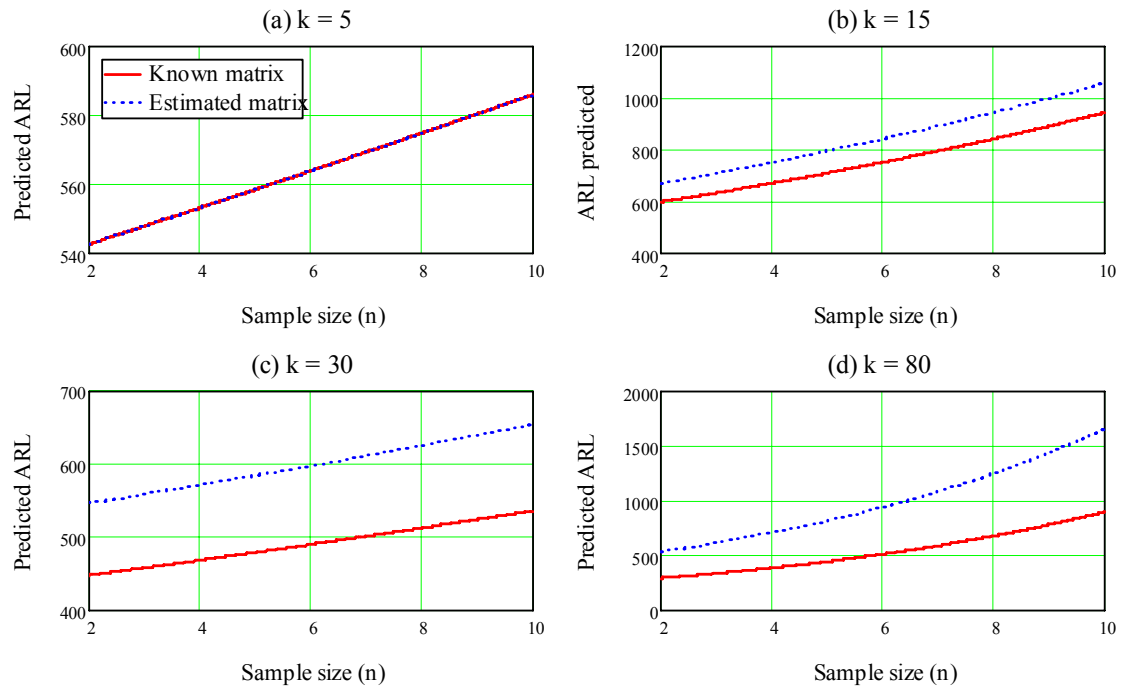 (a) k = 5
600
580
560
540
Predicted ARL
Known matrix
Estimated matrix
2 4 6 8 10
Sample size (n)
(b) k = 15
1200
1000
800
600
400
ARL predicted
2 4 6 8 10
Sample size (n)
(c) k = 30
700
600
500
400
Predicted ARL
2 4 6 8 10
Sample size (n)
(d) k = 80
2000
1500
1000
500
0
Predicted ARL
2 4 6 8 10
Sample size (n)